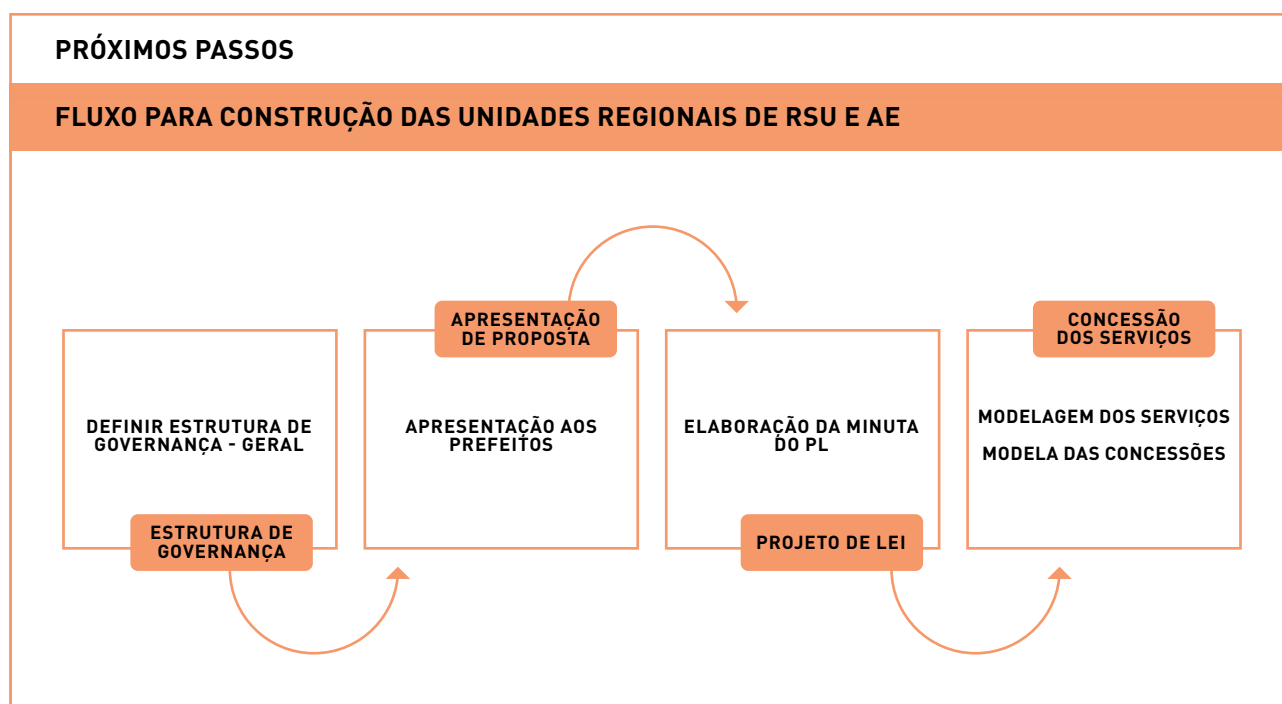 PRÓXIMOS PASSOS
FLUXO PARA CONSTRUÇÃO DAS UNIDADES REGIONAIS DE RSU E AE
DEFINIR ESTRUTURA DE
GOVERNANÇA - GERAL
ESTRUTURA DE
GOVERNANÇA
APRESENTAÇÃO
DE PROPOSTA
APRESENTAÇÃO AOS
PREFEITOS
ELABORAÇÃO DA MINUTA
DO PL
PROJETO DE LEI
CONCESSÃO
DOS SERVIÇOS
MODELAGEM DOS SERVIÇOS
MODELA DAS CONCESSÕES